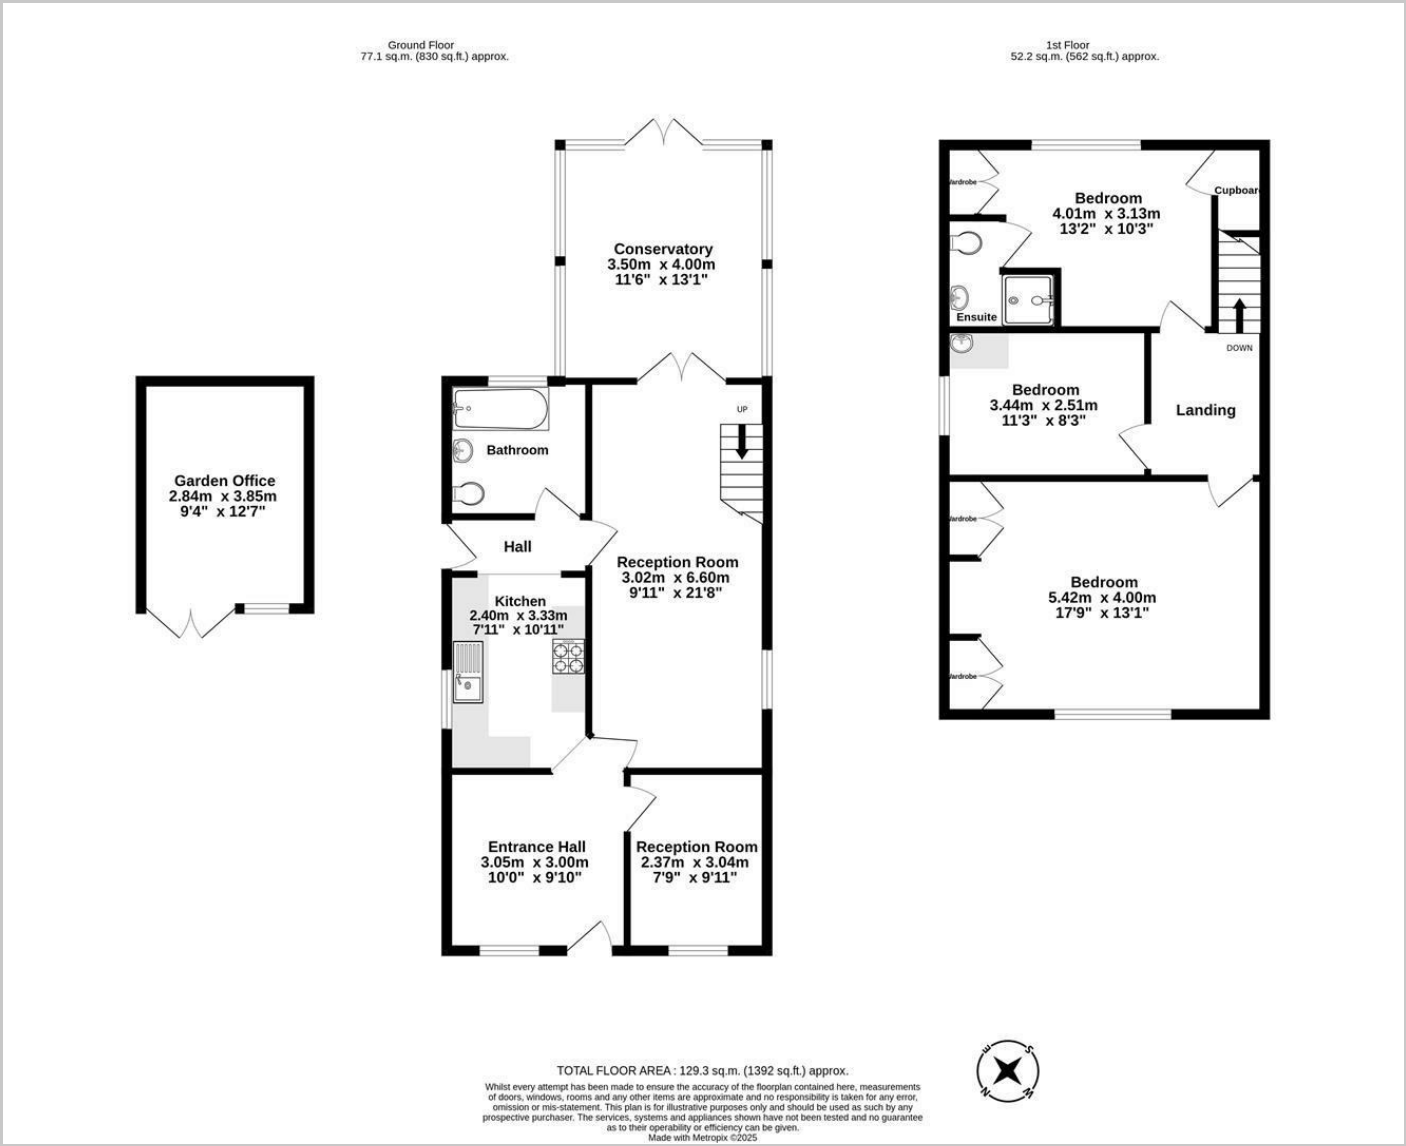 Ground Floor
77.1 sq.m. (830 sq.ft.) approx.
1st Floor
52.2 sq.m. (562 sq.ft.) approx.
Conservatory
3.50m x 4.00m
11'6" x 13'1"
Garden Office
2.84m x 3.85m
9'4" x 12'7"
Bathroom
UP
Hall
Reception Room
3.02m x 6.60m
9'11" x 21'8"
Kitchen
2.40m x 3.33m
7'11" x 10'11"
Entrance Hall
3.05m x 3.00m
10'0" x 9'10"
Reception Room
2.37m x 3.04m
7'9" x 9'11"
Wardrobe
Bedroom
4.01m x 3.13m
13'2" x 10'3"
Cupboard
Ensuite
DOWN
Bedroom
3.44m x 2.51m
11'3" x 8'3"
Landing
Wardrobe
Bedroom
5.42m x 4.00m
17'9" x 13'1"
Wardrobe
TOTAL FLOOR AREA : 129.3 sq.m. (1392 sq.ft.) approx.
Whilst every attempt has been made to ensure the accuracy of the floorplan contained here, measurements
of doors, windows, rooms and any other items are approximate and no responsibility is taken for any error,
omission or mis-statement. This plan is for illustrative purposes only and should be used as such by any
prospective purchaser. The services, systems and appliances shown have not been tested and no guarantee
as to their operability or efficiency can be given.
Made with Metropix ©2025
E
S
N
W